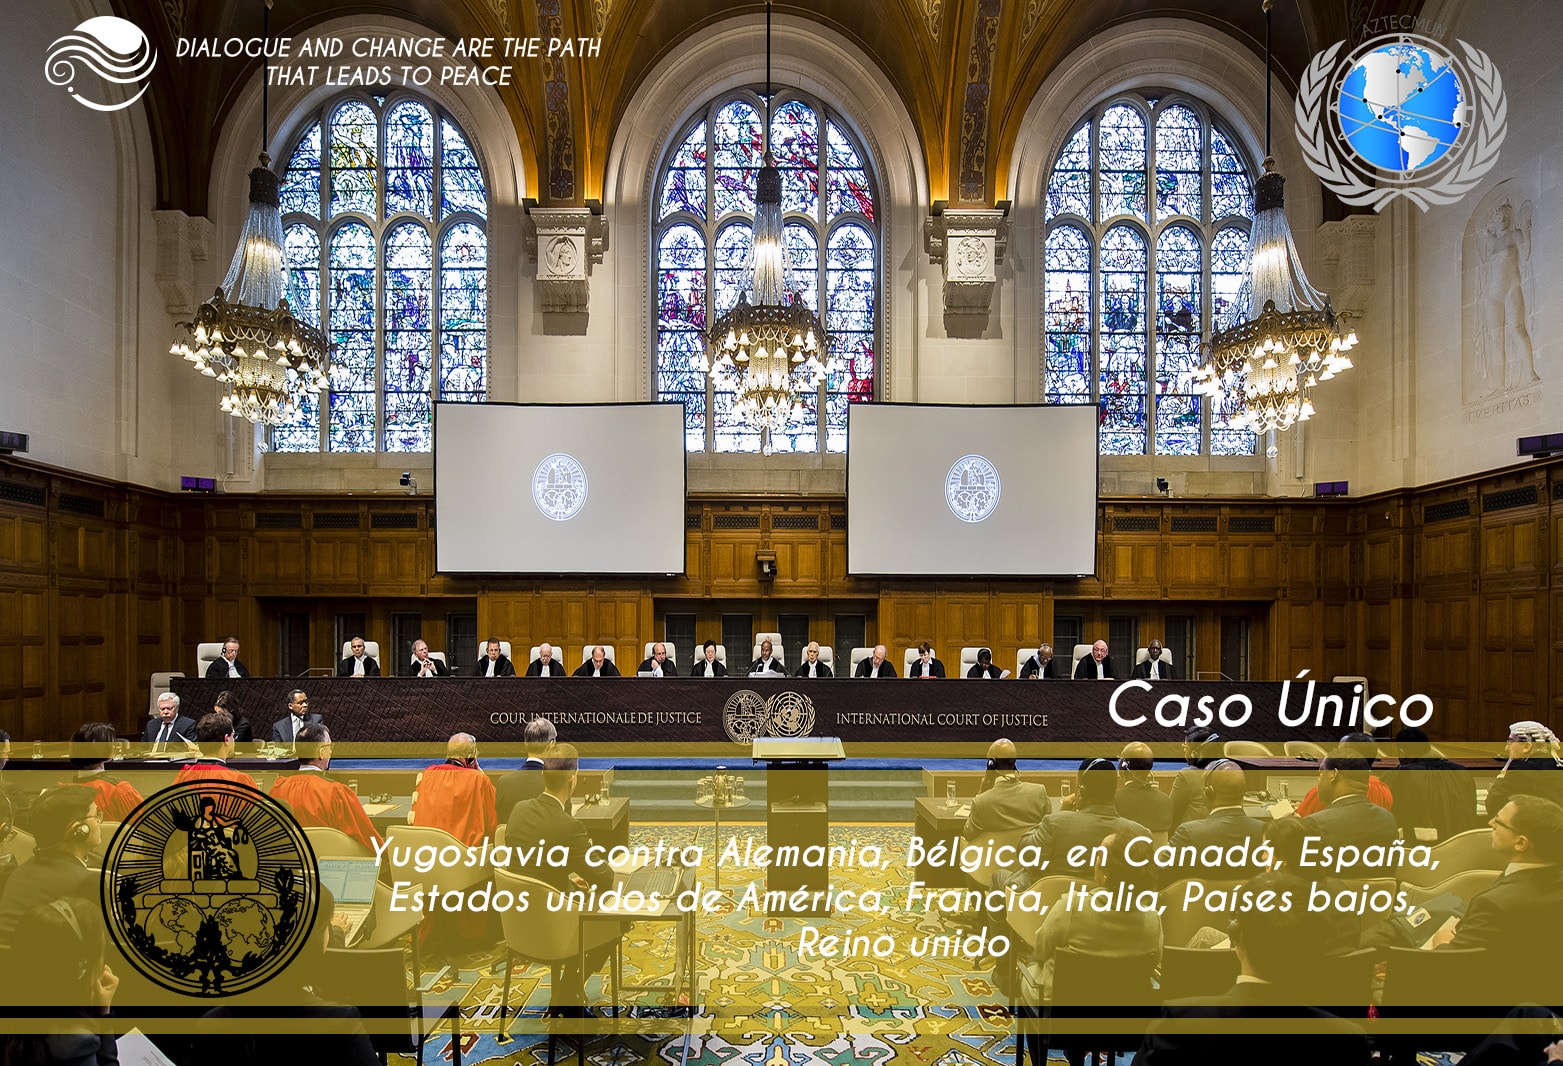 DIALOGUE AND CHANGE ARE THE PATH
THAT LEADS TO PEACE
AZTECMUN
VERITAS
COUR INTERNATIONALE DE JUSTICE
INTERNATIONAL COURT OF JUSTICE
Caso Único
Yugoslavia contra Alemania, Bélgica, en Canadá, España,
Estados unidos de América, Francia, Italia, Países bajos,
Reino unido